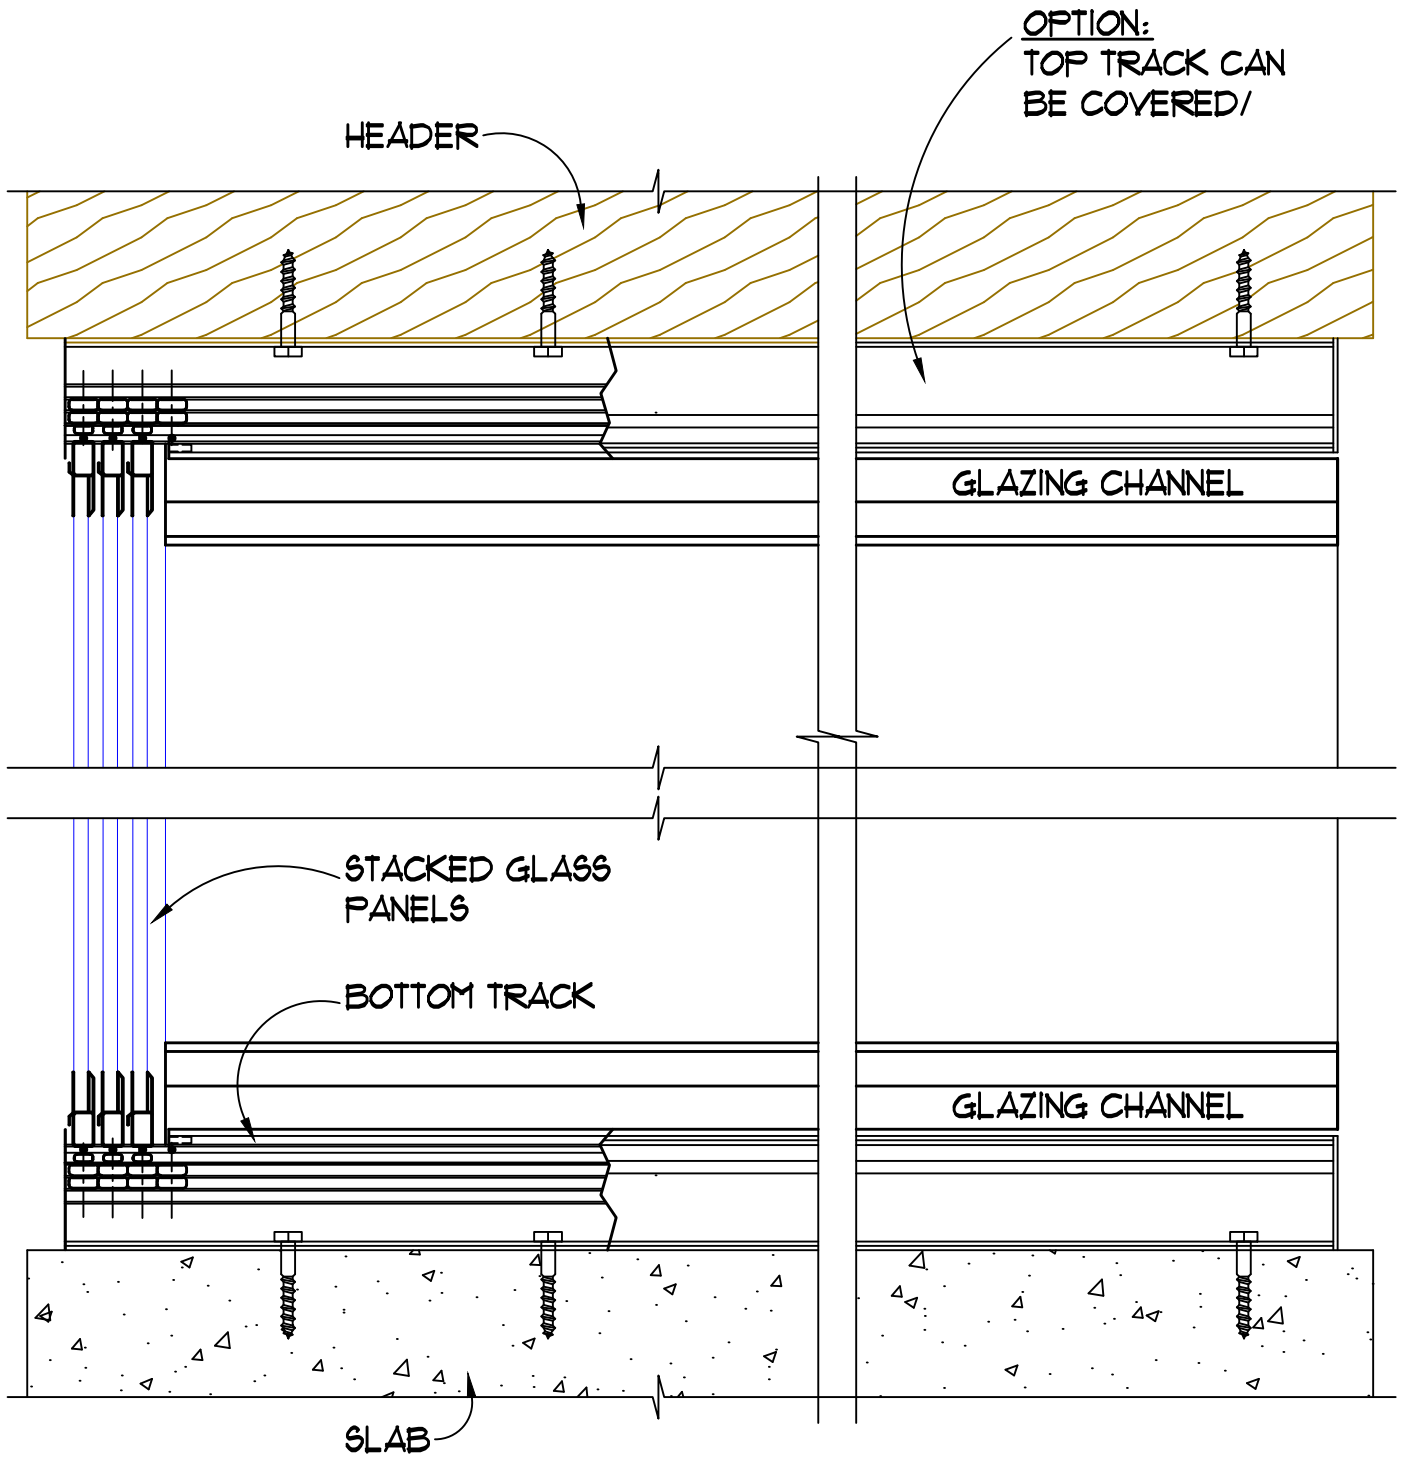 OPTION:
TOP TRACK CAN
BE COVERED/
HEADER
GLAZING CHANNEL
STACKED GLASS
PANELS
BOTTOM TRACK
GLAZING CHANNEL
SLAB